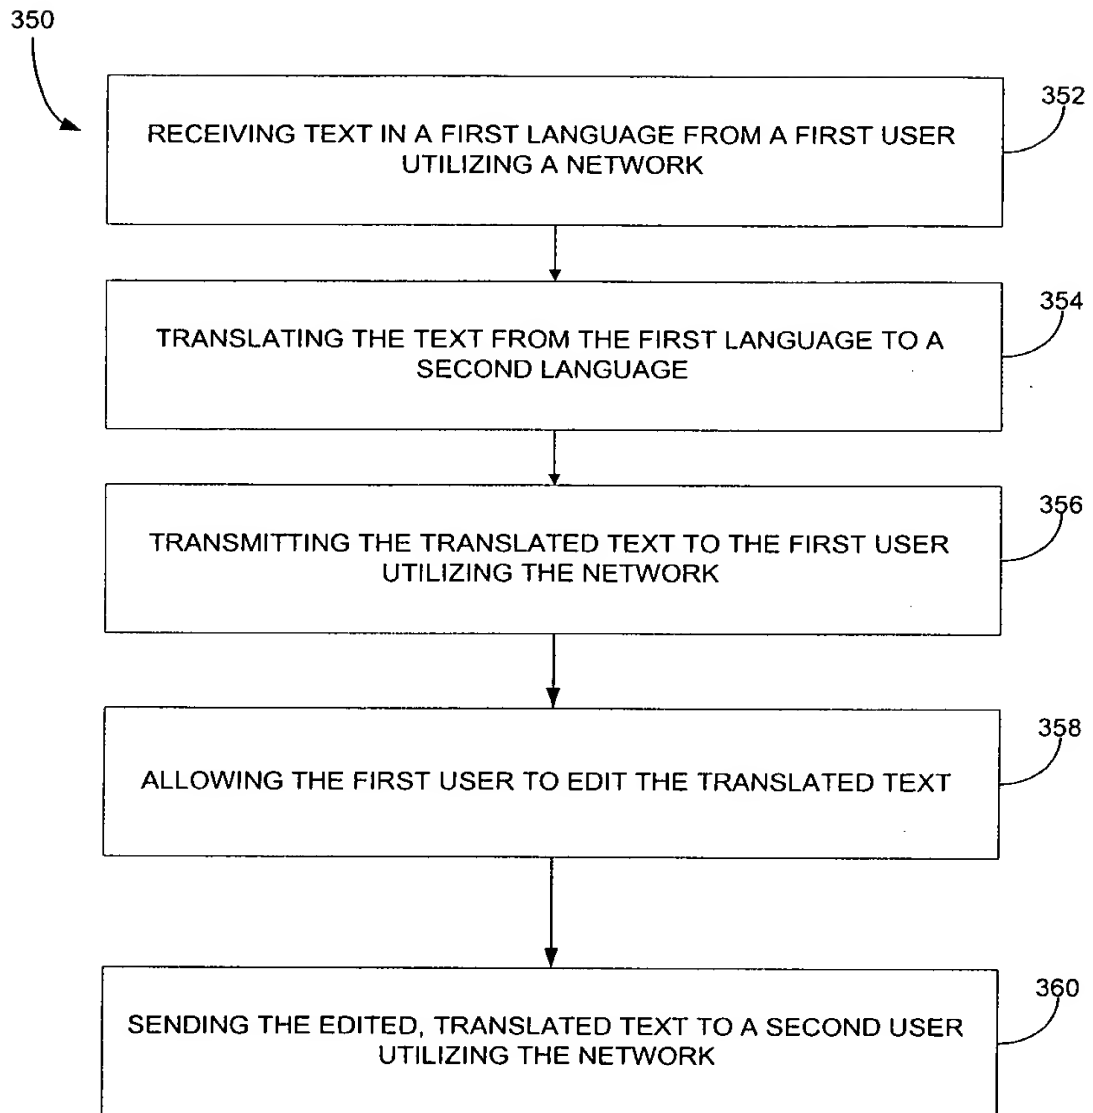 350
352
RECEIVING TEXT IN A FIRST LANGUAGE FROM A FIRST USER
UTILIZING A NETWORK
354
TRANSLATING THE TEXT FROM THE FIRST LANGUAGE TO A
SECOND LANGUAGE
356
TRANSMITTING THE TRANSLATED TEXT TO THE FIRST USER
UTILIZING THE NETWORK
358
ALLOWING THE FIRST USER TO EDIT THE TRANSLATED TEXT
360
SENDING THE EDITED, TRANSLATED TEXT TO A SECOND USER
UTILIZING THE NETWORK